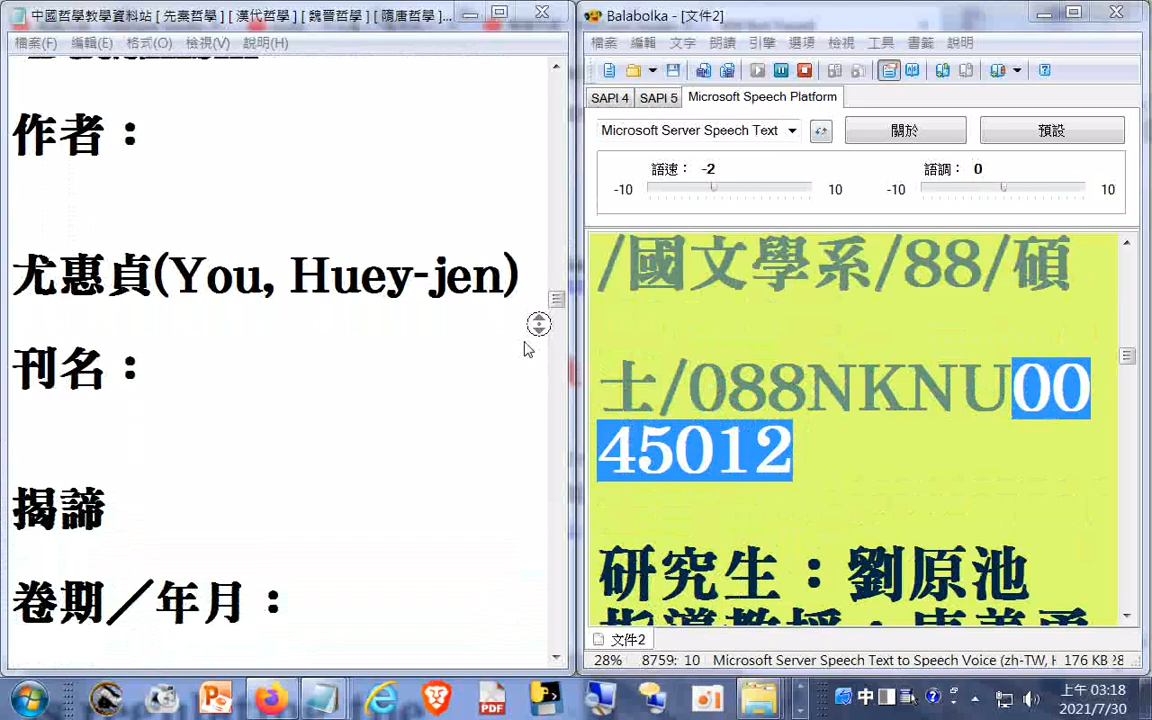 中國哲學教學資料站 [ 先秦哲學 ] [ 漢代哲學 ] [ 魏晉哲學 ] [ 隋唐哲學 ]...
檔案(F) 編輯(E) 格式(O) 檢視(V) 說明(H)
作者：
尤惠貞(You, Huey-jen)
刊名：
揭諦
卷期／年月：
Balabolka - [文件2]
檔案 編輯 文字 朗讀 引擎 選項 檢視 工具 書籤 說明
SAPI 4 SAPI 5 Microsoft Speech Platform
Microsoft Server Speech Text 關於 預設
語速： -2 語調： 0
-10 10 -10 10
/國文學系/88/碩
士/088NKNU00
45012
研究生：劉原池
文件2
28% 8759: 10 Microsoft Server Speech Text to Speech Voice (zh-TW, H 176 KB
中 上午 03:18
2021/7/30